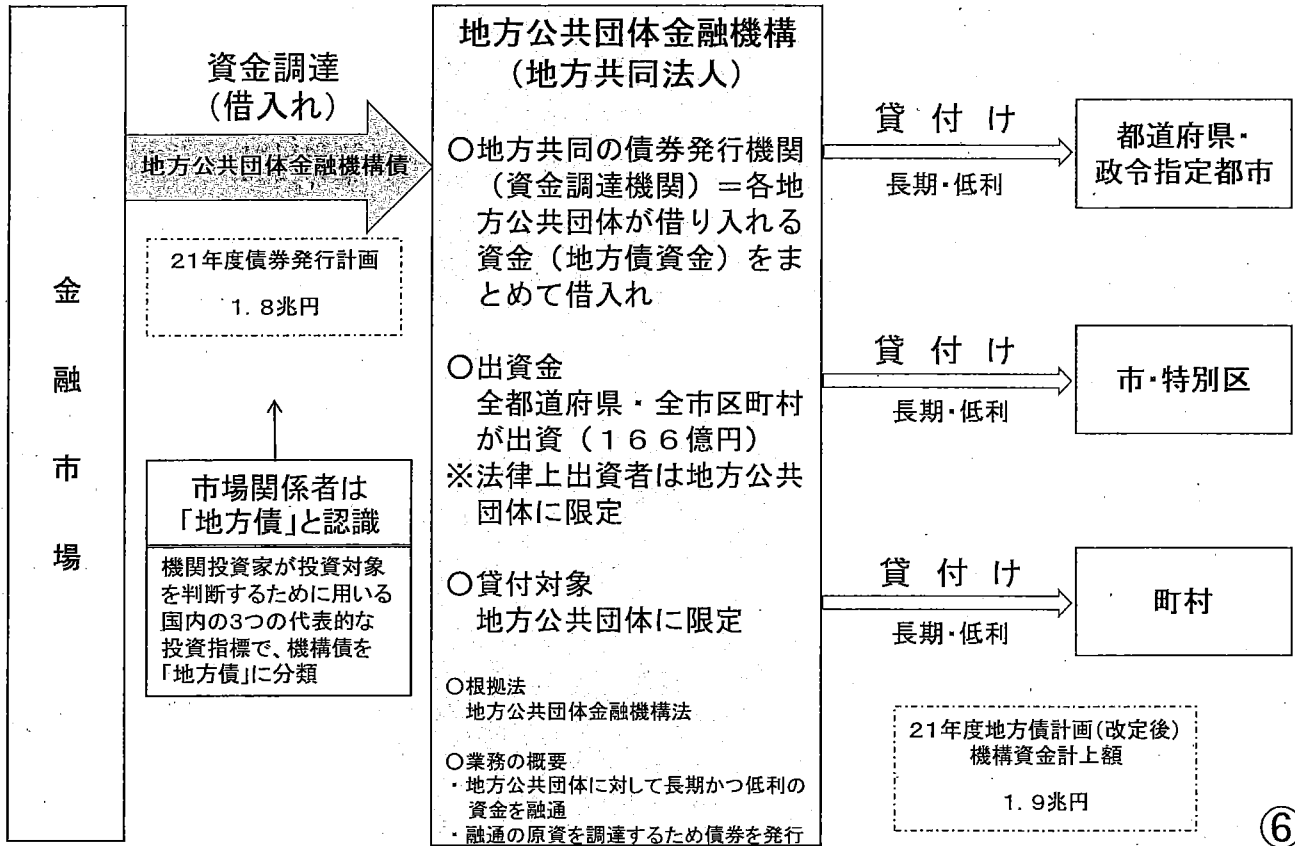 金融市場
資金調達
(借入れ)
地方公共団体金融機構債
21年度債券発行計画
1.8兆円
市場関係者は
「地方債」と認識
機関投資家が投資対象
を判断するために用いる
国内の3つの代表的な
投資指標で、機構債を
「地方債」に分類
地方公共団体金融機構
(地方共同法人)
○地方共同の債券発行機関
(資金調達機関)=各地
方公共団体が借り入れる
資金(地方債資金)をま
とめて借入れ
○出資金
全都道府県・全市区町村
が出資(166億円)
※法律上出資者は地方公共
団体に限定
○貸付対象
地方公共団体に限定
○根拠法
地方公共団体金融機構法
○業務の概要
・地方公共団体に対して長期かつ低利の
資金を融通
・融通の原資を調達するため債券を発行
貸付け
長期・低利
都道府県・
政令指定都市
貸付け
長期・低利
市・特別区
貸付け
長期・低利
町村
21年度地方債計画(改定後)
機構資金計上額
1.9兆円
⑥